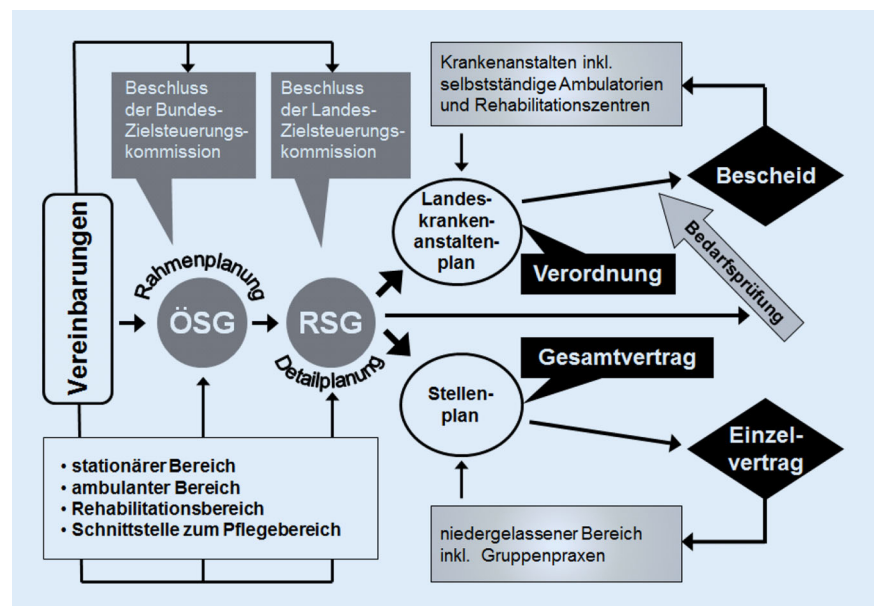 Beschluss
der Bundes-
Zielsteuerungs-
kommission
Beschluss
der Landes-
Zielsteuerungs-
kommission
Krankenanstalten inkl.
selbstständige Ambulatorien
und Rehabilitationszentren
Bescheid
Landes-
kranken-
anstalten-
plan
Verordnung
Bedarfsprüfung
Vereinbarungen
Rahmenplanung
ÖSG
RSG
Detailplanung
Gesamtvertrag
Stellen-
plan
Einzel-
vertrag
• stationärer Bereich
• ambulanter Bereich
• Rehabilitationsbereich
• Schnittstelle zum Pflegebereich
niedergelassener Bereich
inkl. Gruppenpraxen